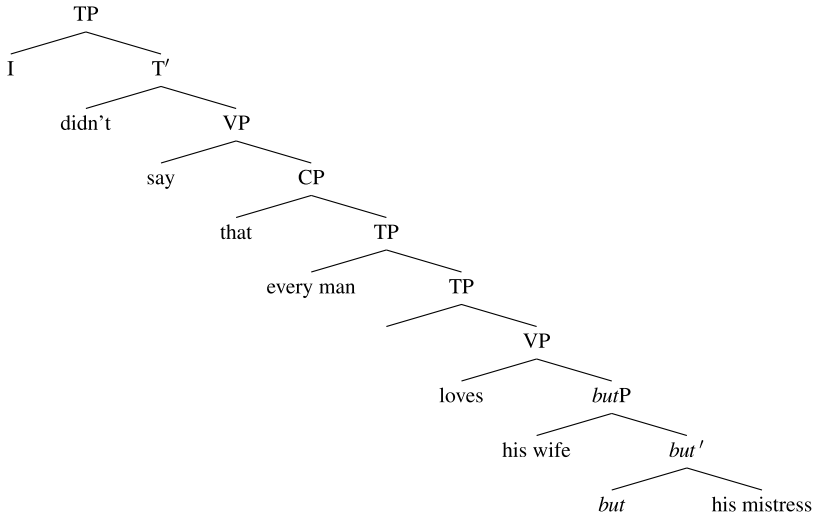 TP
I T′
didn't VP
say CP
that TP
every man TP
VP
loves butP
his wife but′
but his mistress